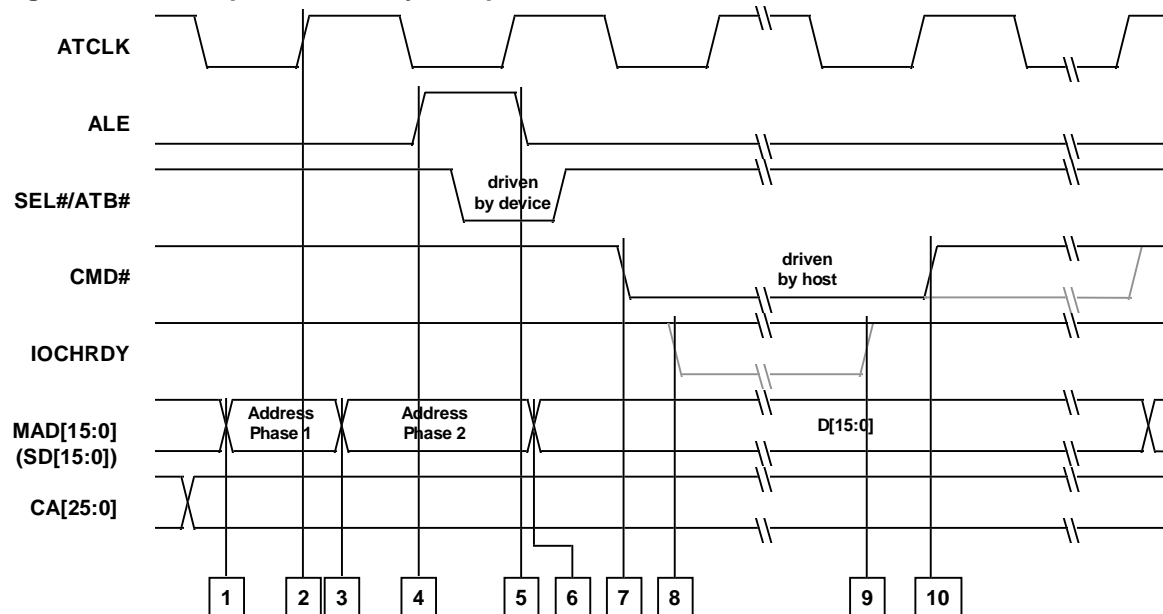 ATCLK
ALE
SEL#/ATB#
driven
by device
CMD#
driven
by host
IOCHRDY
MAD[15:0]
(SD[15:0])
Address
Phase 1
Address
Phase 2
D[15:0]
CA[25:0]
1 2 3 4 5 6 7 8 9 10